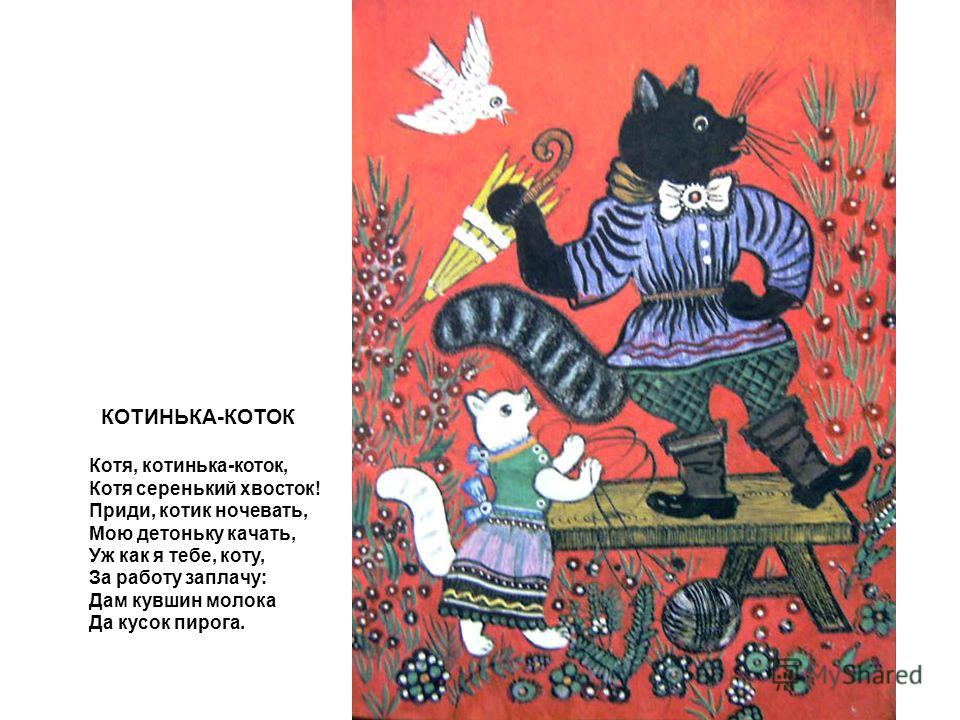 КОТИНЬКА-КОТОК
Котя, котинька-коток,
Котя серенький хвосток!
Приди, котик ночевать,
Мою детоньку качать,
Уж как я тебе, коту,
За работу заплачу:
Дам кувшин молока
Да кусок пирога.
MyShared